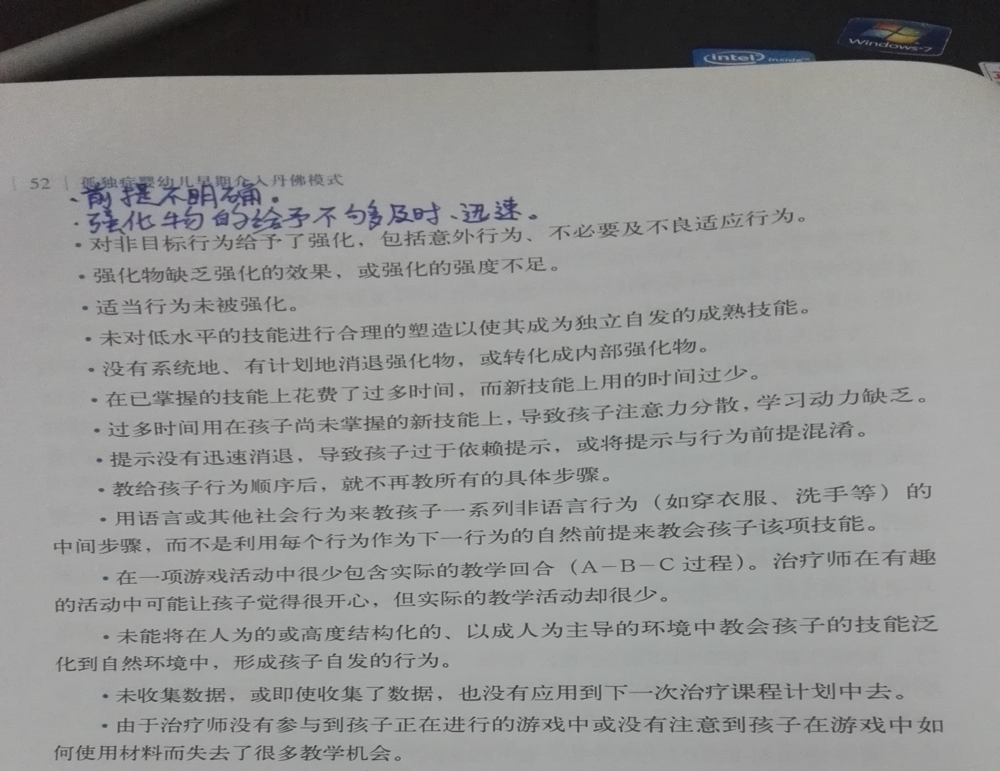 Windows 7
intel inside™
52 | 孤独症婴幼儿早期介入丹佛模式
、前提不明确。
·强化物的给予不够及时、迅速。
•对非目标行为给予了强化，包括意外行为、不必要及不良适应行为。
•强化物缺乏强化的效果，或强化的强度不足。
•适当行为未被强化。
•未对低水平的技能进行合理的塑造以使其成为独立自发的成熟技能。
•没有系统地、有计划地消退强化物，或转化成内部强化物。
•在已掌握的技能上花费了过多时间，而新技能上用的时间过少。
•过多时间用在孩子尚未掌握的新技能上，导致孩子注意力分散，学习动力缺乏。
•提示没有迅速消退，导致孩子过于依赖提示，或将提示与行为前提混淆。
•教给孩子行为顺序后，就不再教所有的具体步骤。
•用语言或其他社会行为来教孩子一系列非语言行为（如穿衣服、洗手等）的
中间步骤，而不是利用每个行为作为下一行为的自然前提来教会孩子该项技能。
•在一项游戏活动中很少包含实际的教学回合（A－B－C 过程）。治疗师在有趣
的活动中可能让孩子觉得很开心，但实际的教学活动却很少。
•未能将在人为的或高度结构化的、以成人为主导的环境中教会孩子的技能泛
化到自然环境中，形成孩子自发的行为。
•未收集数据，或即使收集了数据，也没有应用到下一次治疗课程计划中去。
•由于治疗师没有参与到孩子正在进行的游戏中或没有注意到孩子在游戏中如
何使用材料而失去了很多教学机会。